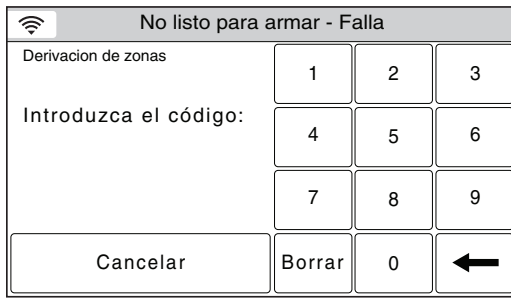 No listo para armar - Falla
Derivacion de zonas
Introduzca el código:
1 2 3
4 5 6
7 8 9
Cancelar Borrar 0